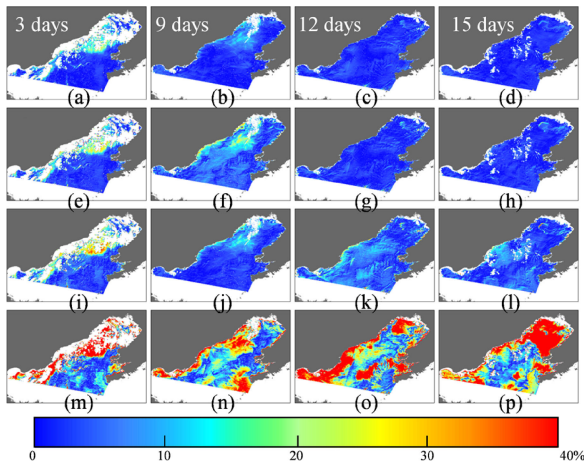 3 days 9 days 12 days 15 days
(a) (b) (c) (d)
(e) (f) (g) (h)
(i) (j) (k) (l)
(m) (n) (o) (p)
0 10 20 30 40%